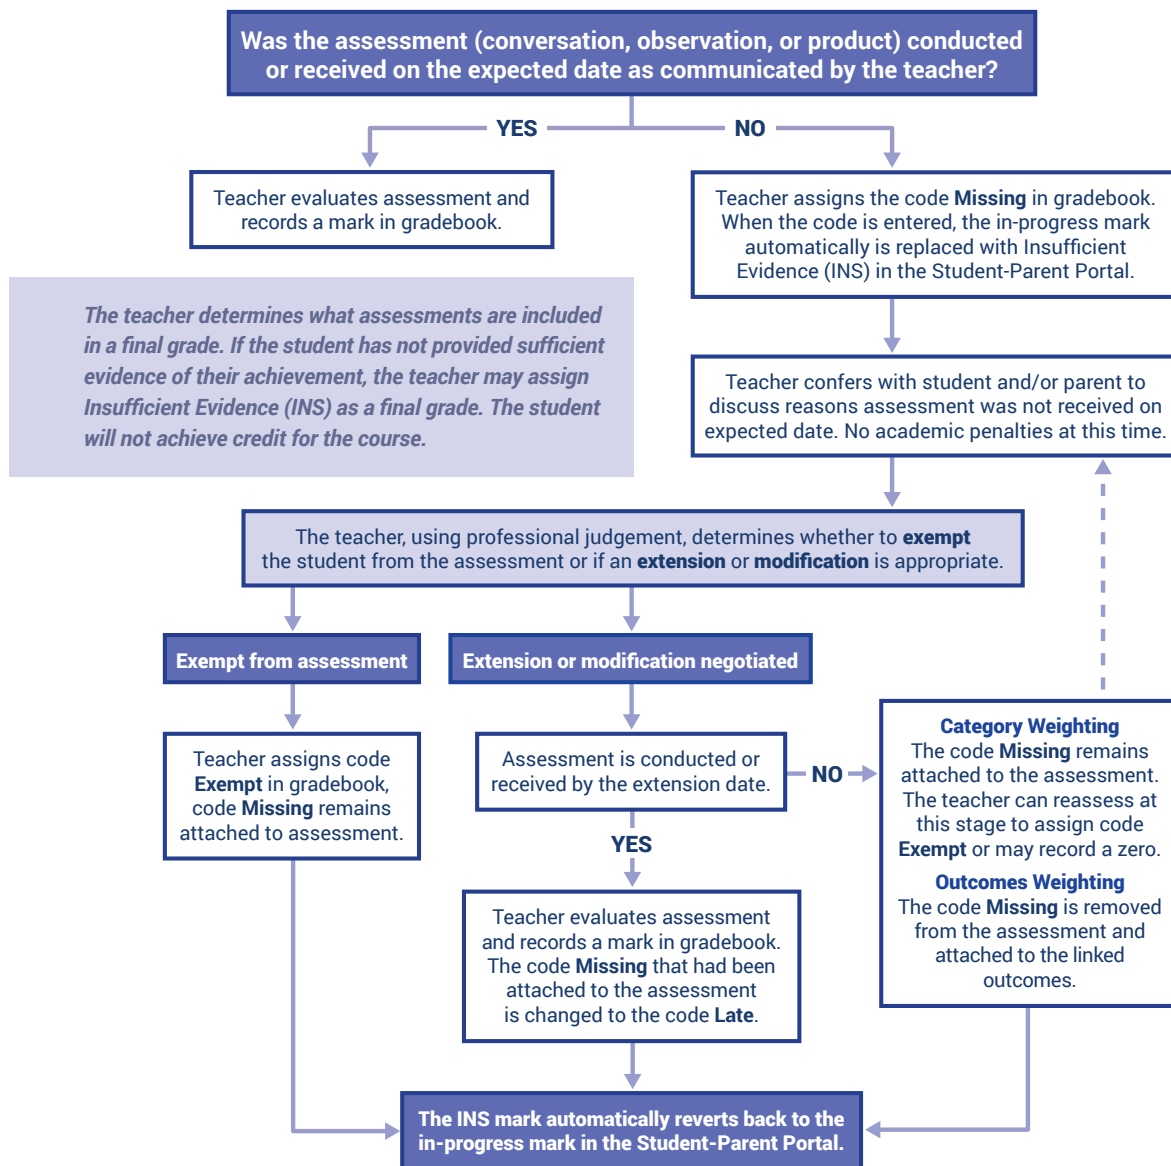 Was the assessment (conversation, observation, or product) conducted
or received on the expected date as communicated by the teacher?
YES
NO
Teacher evaluates assessment and
records a mark in gradebook.
Teacher assigns the code Missing in gradebook.
When the code is entered, the in-progress mark
automatically is replaced with Insufficient
Evidence (INS) in the Student-Parent Portal.
The teacher determines what assessments are included
in a final grade. If the student has not provided sufficient
evidence of their achievement, the teacher may assign
Insufficient Evidence (INS) as a final grade. The student
will not achieve credit for the course.
Teacher confers with student and/or parent to
discuss reasons assessment was not received on
expected date. No academic penalties at this time.
The teacher, using professional judgement, determines whether to exempt
the student from the assessment or if an extension or modification is appropriate.
Exempt from assessment
Extension or modification negotiated
Teacher assigns code
Exempt in gradebook,
code Missing remains
attached to assessment.
Assessment is conducted or
received by the extension date.
NO
YES
Category Weighting
The code Missing remains
attached to the assessment.
The teacher can reassess at
this stage to assign code
Exempt or may record a zero.
Outcomes Weighting
The code Missing is removed
from the assessment and
attached to the linked
outcomes.
Teacher evaluates assessment
and records a mark in gradebook.
The code Missing that had been
attached to the assessment
is changed to the code Late.
The INS mark automatically reverts back to the
in-progress mark in the Student-Parent Portal.